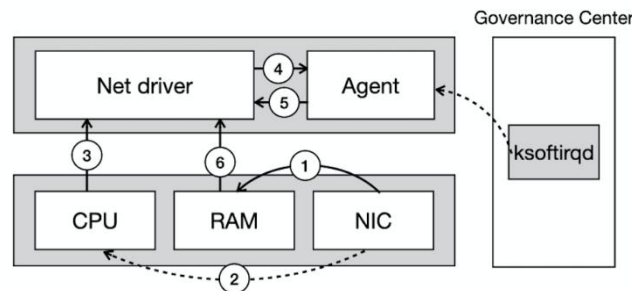 Governance Center
Net driver
4
5
Agent
ksoftirqd
3
6
1
CPU
RAM
NIC
2